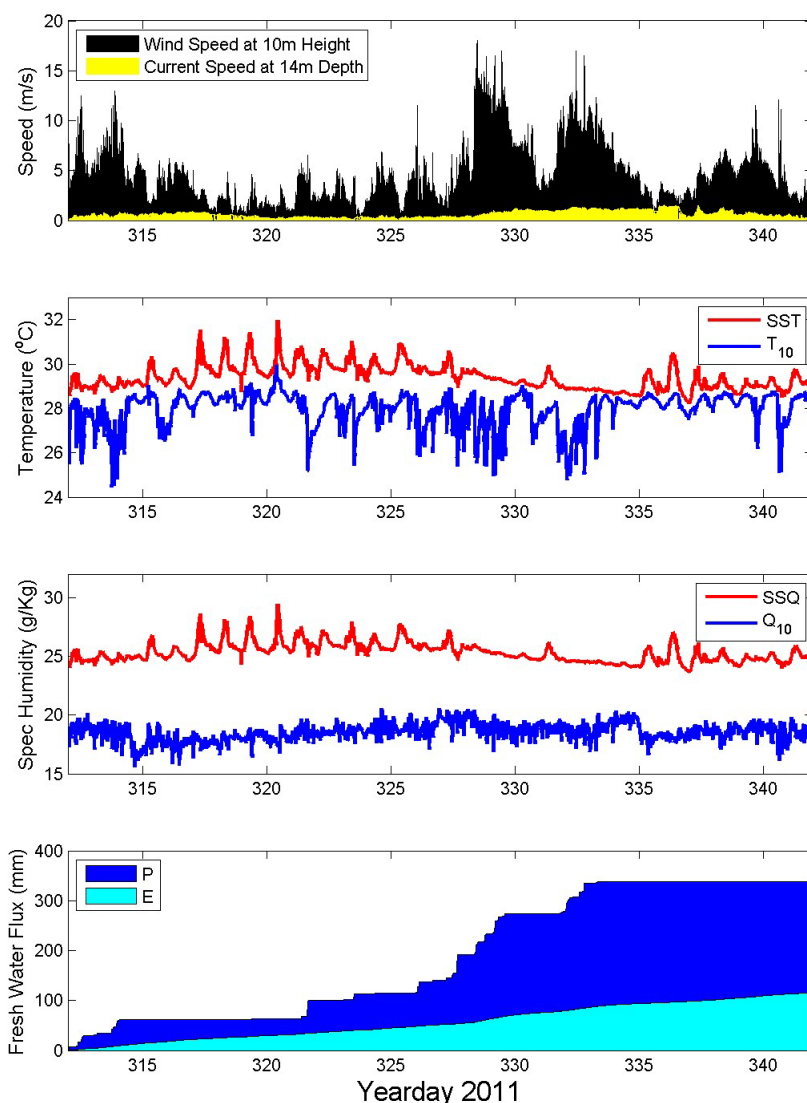 20
15
10
5
0
Speed (m/s)
Wind Speed at 10m Height
Current Speed at 14m Depth
315 320 325 330 335 340
32
30
28
26
24
Temperature (⁰C)
SST
T₁₀
315 320 325 330 335 340
30
25
20
15
Spec Humidity (g/Kg)
SSQ
Q₁₀
315 320 325 330 335 340
400
300
200
100
0
Fresh Water Flux (mm)
P
E
315 320 325 330 335 340
Yearday 2011